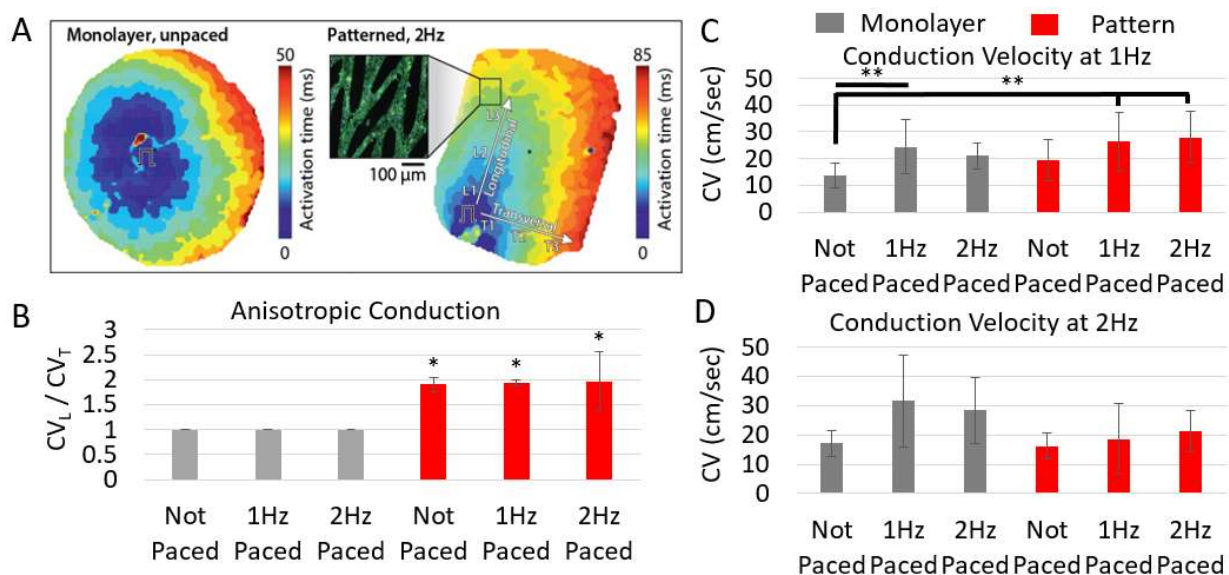 A
Monolayer, unpaced
50
Activation time (ms)
0
Patterned, 2Hz
100 µm
L1
L2
L3
Longitudinal
T1
T2
T3
Transversal
85
Activation time (ms)
0
B
Anisotropic Conduction
CV_L / CV_T
3
2.5
2
1.5
1
0.5
0
* * *
Not Paced
1Hz Paced
2Hz Paced
Not Paced
1Hz Paced
2Hz Paced
C
Monolayer
Pattern
Conduction Velocity at 1Hz
CV (cm/sec)
50
40
30
20
10
0
** **
Not Paced
1Hz Paced
2Hz Paced
Not Paced
1Hz Paced
2Hz Paced
D
Conduction Velocity at 2Hz
CV (cm/sec)
50
40
30
20
10
0
Not Paced
1Hz Paced
2Hz Paced
Not Paced
1Hz Paced
2Hz Paced